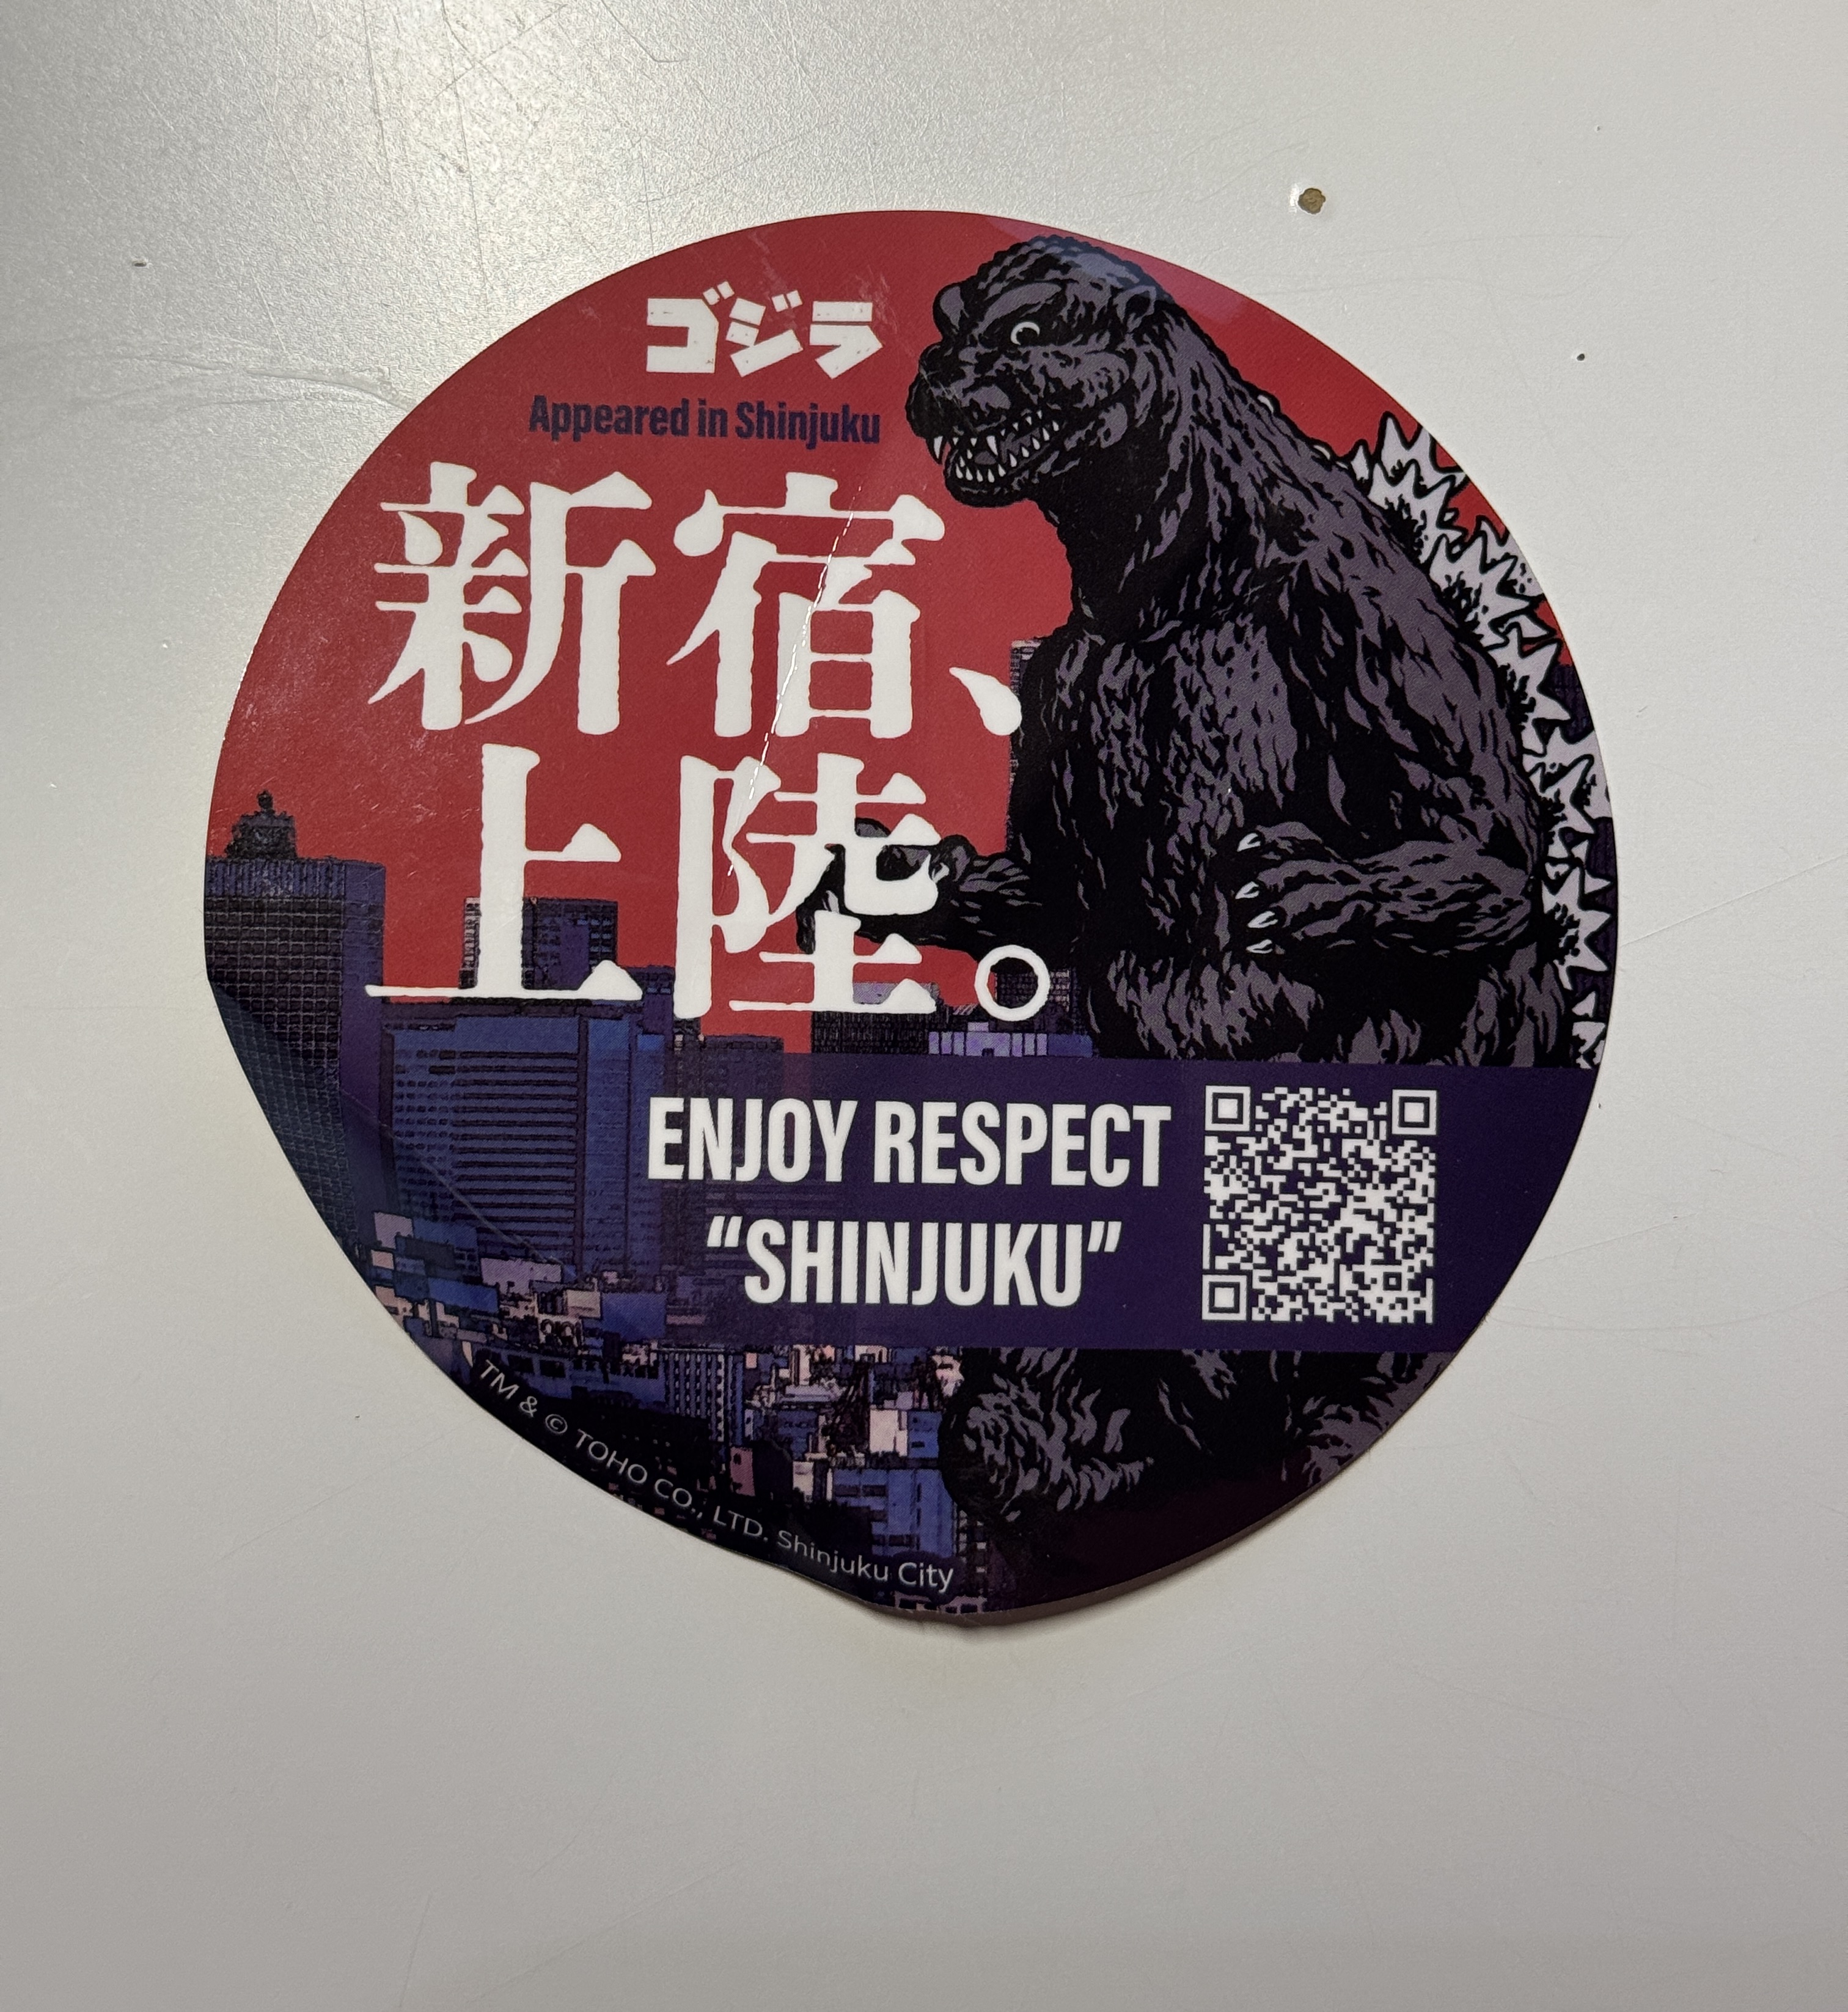 ゴジラ
Appeared in Shinjuku
新宿、
上陸。
ENJOY RESPECT
“SHINJUKU”
TM & © TOHO CO., LTD. Shinjuku City